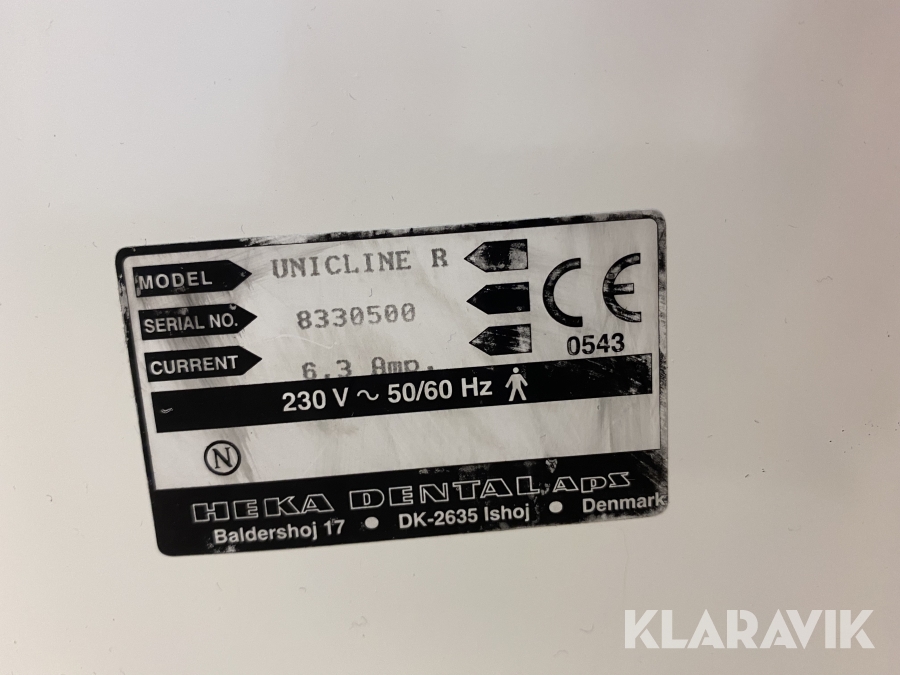 MODEL UNICLINE R
SERIAL NO. 8330500
CURRENT 6.3 Amp.
CE
0543
230 V ~ 50/60 Hz
N
HEKA DENTAL ApS
Baldershoj 17 • DK-2635 Ishoj • Denmark
KLARAVIK